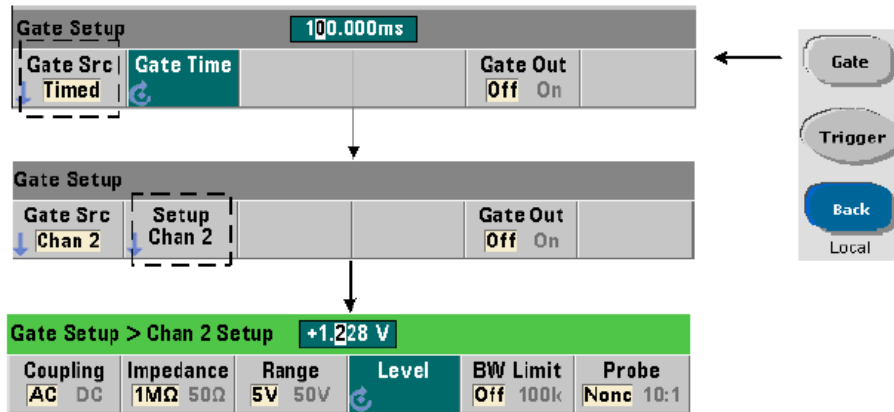 Gate Setup 100.000ms
Gate Src Gate Time Gate Out
Timed Off On
Gate
Trigger
Back
Local
Gate Setup
Gate Src Setup Gate Out
Chan 2 Chan 2 Off On
Gate Setup > Chan 2 Setup +1.228 V
Coupling Impedance Range Level BW Limit Probe
AC DC 1MΩ 50Ω 5V 50V Off 100k None 10:1